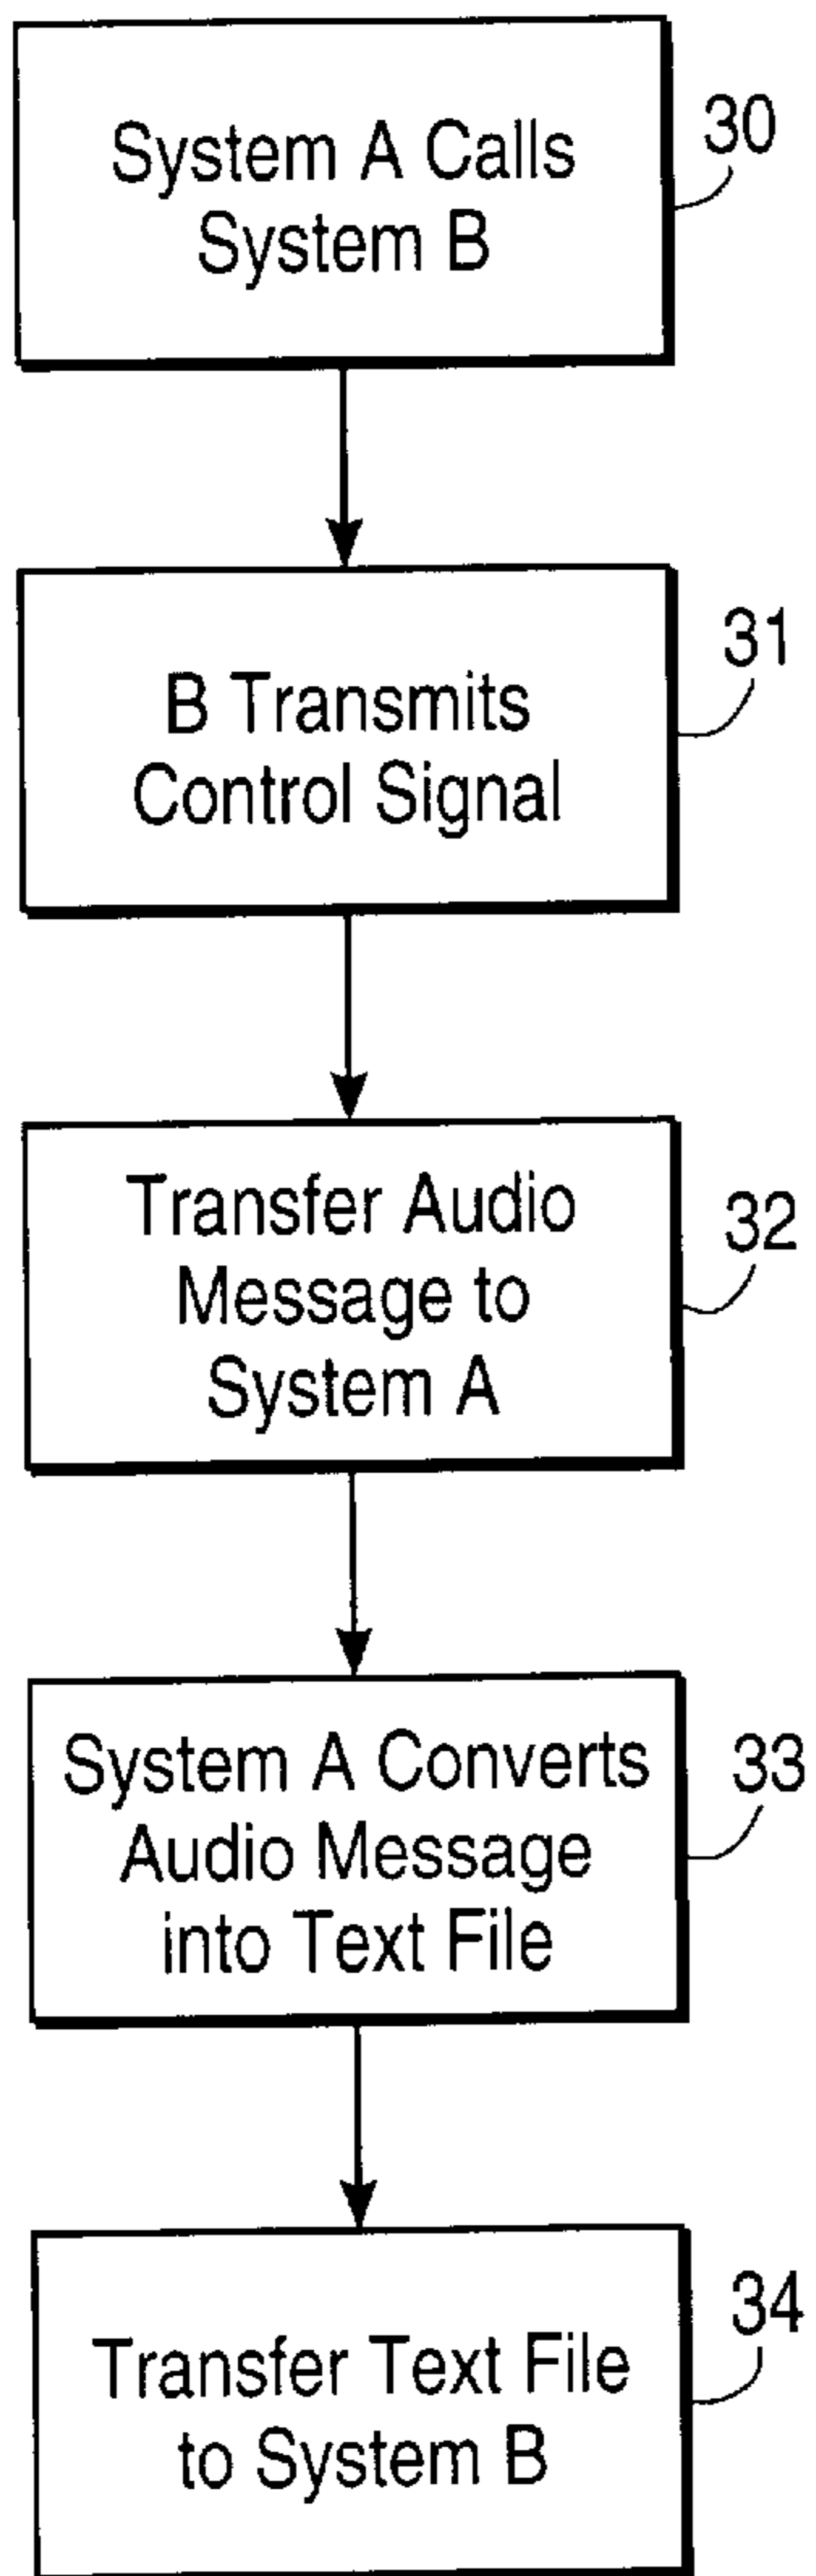 System A Calls
System B
30
B Transmits
Control Signal
31
Transfer Audio
Message to
System A
32
System A Converts
Audio Message
into Text File
33
Transfer Text File
to System B
34